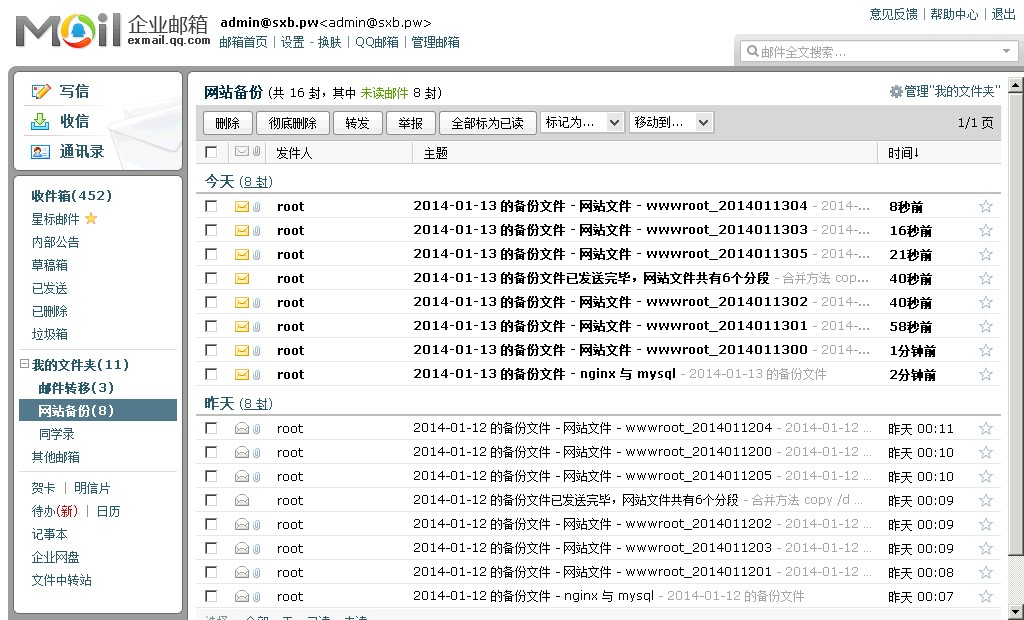 Mail 企业邮箱 exmail.qq.com
admin@sxb.pw<admin@sxb.pw>
邮箱首页 | 设置 - 换肤 | QQ邮箱 | 管理邮箱
意见反馈 | 帮助中心 | 退出
邮件全文搜索...
写信
收信
通讯录
收件箱(452)
星标邮件
内部公告
草稿箱
已发送
已删除
垃圾箱
我的文件夹(11)
邮件转移(3)
网站备份(8)
同学录
其他邮箱
贺卡 | 明信片
待办(新) | 日历
记事本
企业网盘
文件中转站
网站备份 (共 16 封，其中 未读邮件 8 封)
管理"我的文件夹"
删除 彻底删除 转发 举报 全部标为已读 标记为... 移动到... 1/1 页
发件人 主题 时间↓
今天 (8 封)
root 2014-01-13 的备份文件 - 网站文件 - wwwroot_2014011304 - 2014-... 8秒前
root 2014-01-13 的备份文件 - 网站文件 - wwwroot_2014011303 - 2014-... 16秒前
root 2014-01-13 的备份文件 - 网站文件 - wwwroot_2014011305 - 2014-... 21秒前
root 2014-01-13 的备份文件已发送完毕，网站文件共有6个分段 - 合并方法 cop... 40秒前
root 2014-01-13 的备份文件 - 网站文件 - wwwroot_2014011302 - 2014-... 40秒前
root 2014-01-13 的备份文件 - 网站文件 - wwwroot_2014011301 - 2014-... 58秒前
root 2014-01-13 的备份文件 - 网站文件 - wwwroot_2014011300 - 2014-... 1分钟前
root 2014-01-13 的备份文件 - nginx 与 mysql - 2014-01-13 的备份文件 2分钟前
昨天 (8 封)
root 2014-01-12 的备份文件 - 网站文件 - wwwroot_2014011204 - 2014-01-12 ... 昨天 00:11
root 2014-01-12 的备份文件 - 网站文件 - wwwroot_2014011200 - 2014-01-12 ... 昨天 00:10
root 2014-01-12 的备份文件 - 网站文件 - wwwroot_2014011205 - 2014-01-12 ... 昨天 00:10
root 2014-01-12 的备份文件已发送完毕，网站文件共有6个分段 - 合并方法 copy /d ... 昨天 00:09
root 2014-01-12 的备份文件 - 网站文件 - wwwroot_2014011202 - 2014-01-12 ... 昨天 00:09
root 2014-01-12 的备份文件 - 网站文件 - wwwroot_2014011203 - 2014-01-12 ... 昨天 00:09
root 2014-01-12 的备份文件 - 网站文件 - wwwroot_2014011201 - 2014-01-12 ... 昨天 00:08
root 2014-01-12 的备份文件 - nginx 与 mysql - 2014-01-12 的备份文件 昨天 00:07